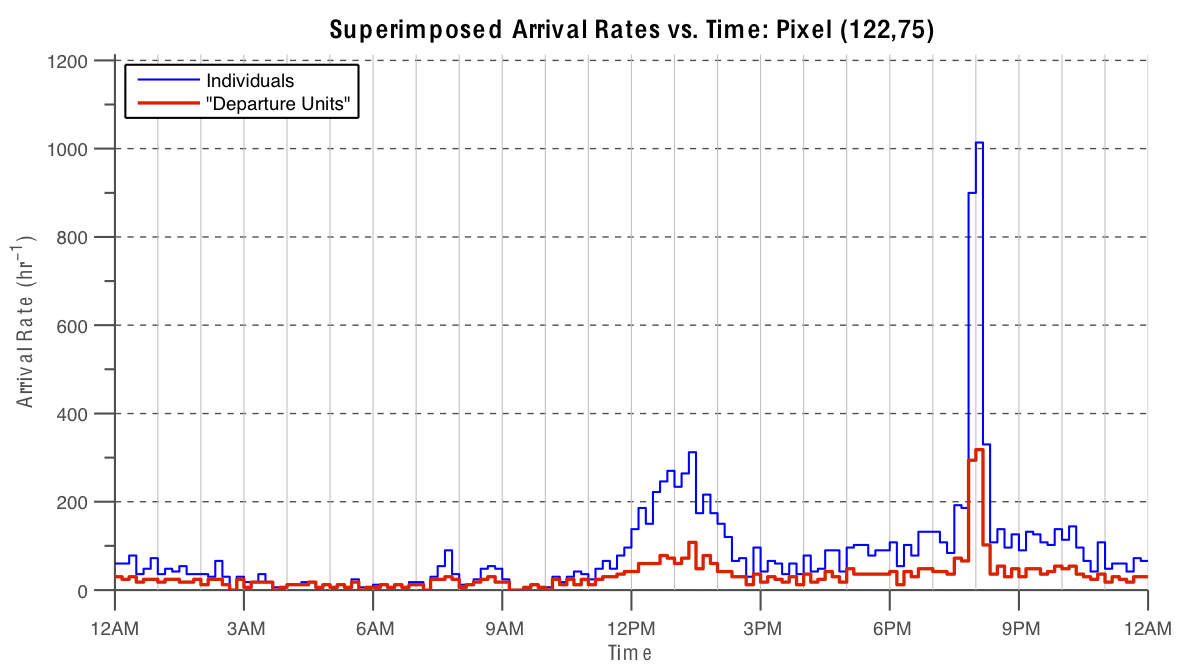 Superimposed Arrival Rates vs. Time: Pixel (122,75)
Individuals
"Departure Units"
1200
1000
800
600
400
200
0
Arrival Rate (hr⁻¹)
12AM 3AM 6AM 9AM 12PM 3PM 6PM 9PM 12AM
Time